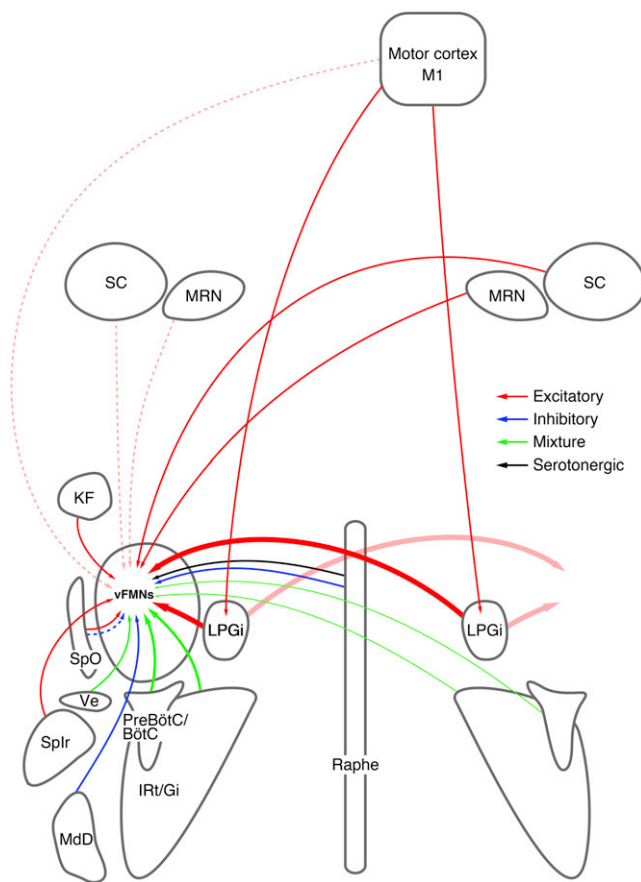 Motor cortex
M1
SC
MRN
MRN
SC
Excitatory
Inhibitory
Mixture
Serotonergic
KF
vFMNs
LPGi
LPGi
SpO
Ve
PreBötC/
BötC
SpIr
Raphe
IRt/Gi
MdD